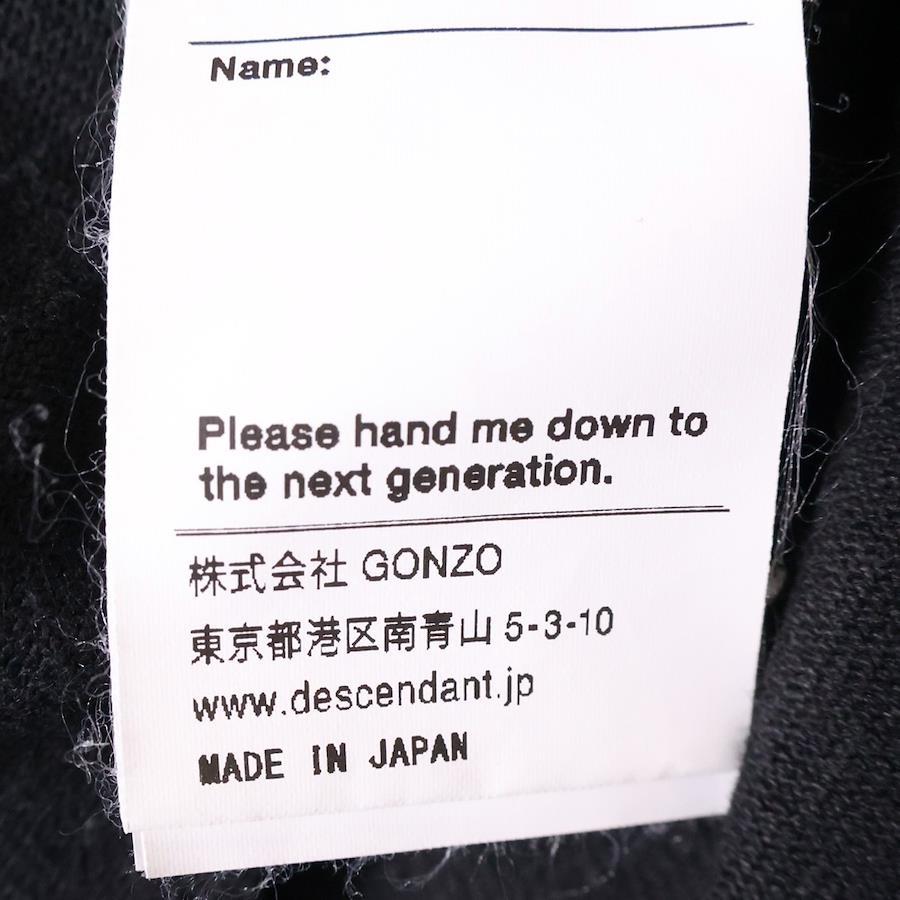 Name:
Please hand me down to
the next generation.
株式会社 GONZO
東京都港区南青山 5-3-10
www.descendant.jp
MADE IN JAPAN